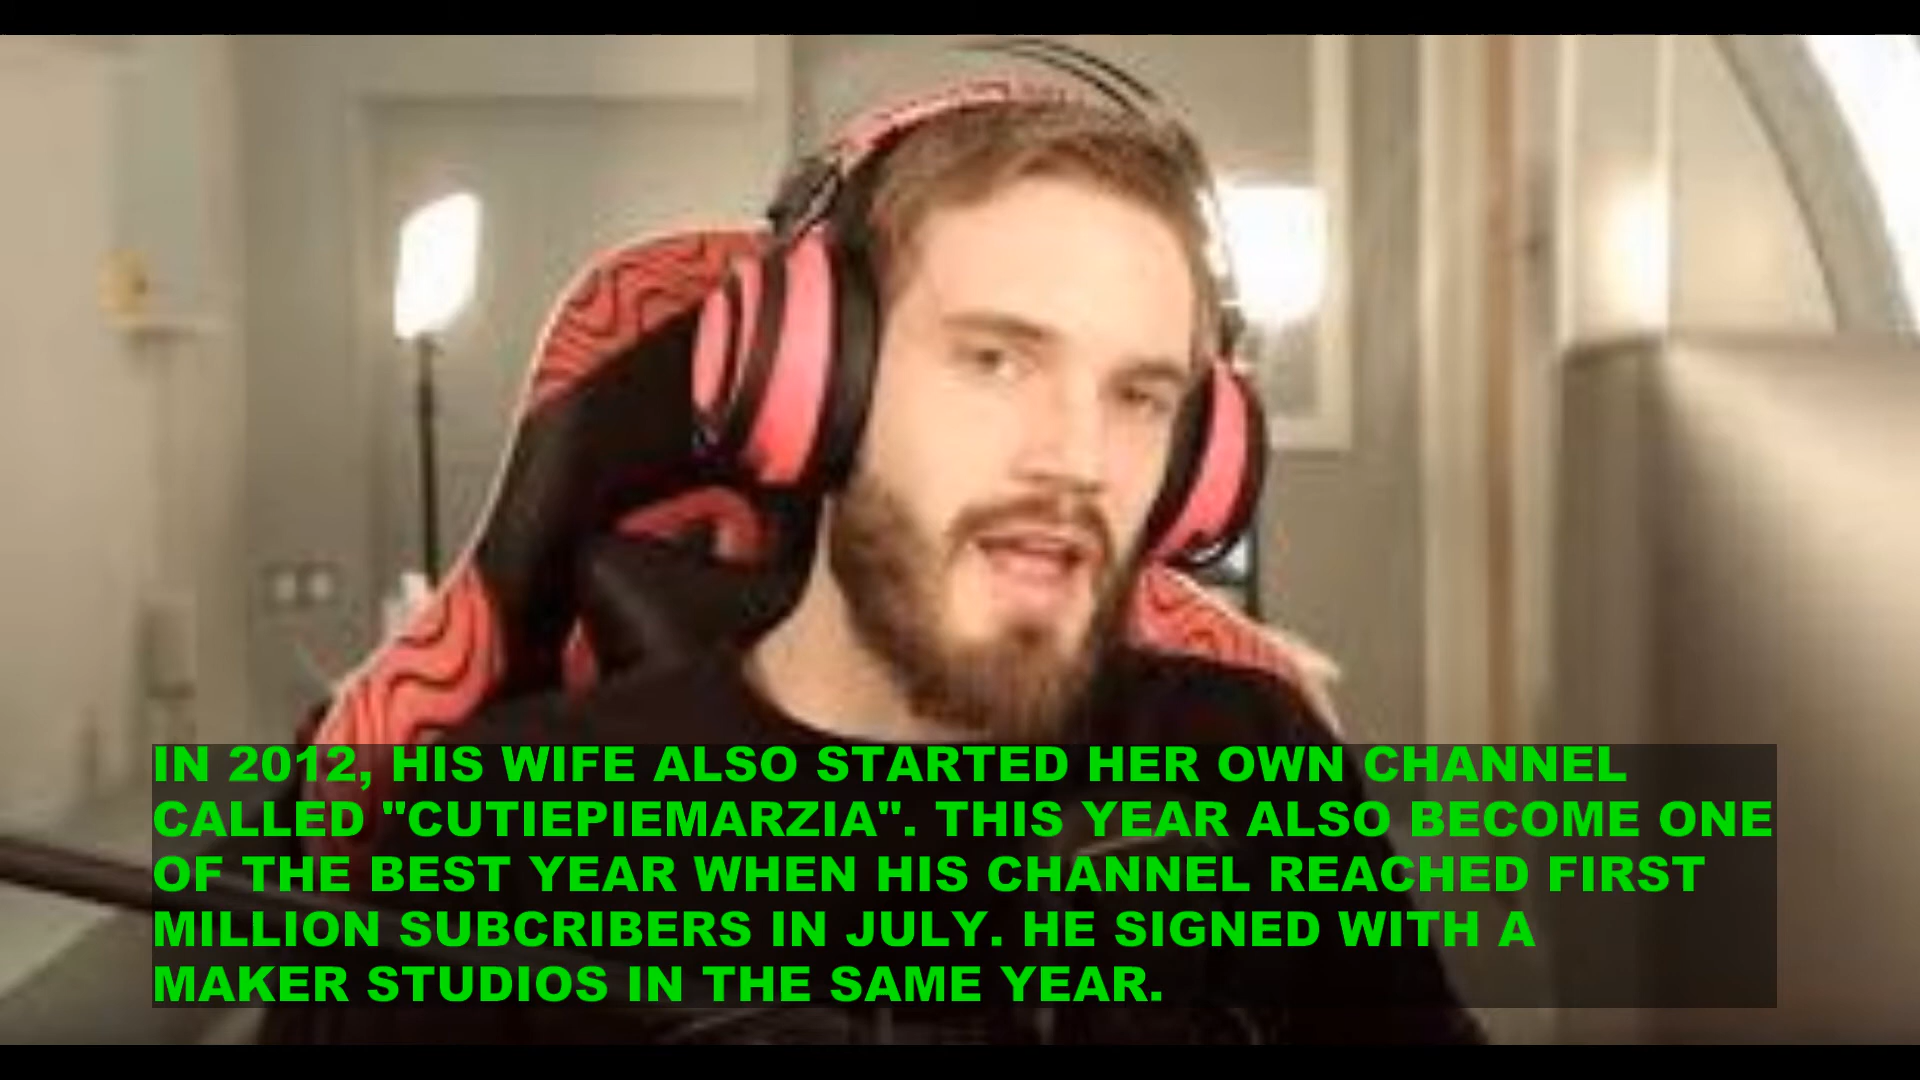 IN 2012, HIS WIFE ALSO STARTED HER OWN CHANNEL
CALLED "CUTIEPIEMARZIA". THIS YEAR ALSO BECOME ONE
OF THE BEST YEAR WHEN HIS CHANNEL REACHED FIRST
MILLION SUBCRIBERS IN JULY. HE SIGNED WITH A
MAKER STUDIOS IN THE SAME YEAR.